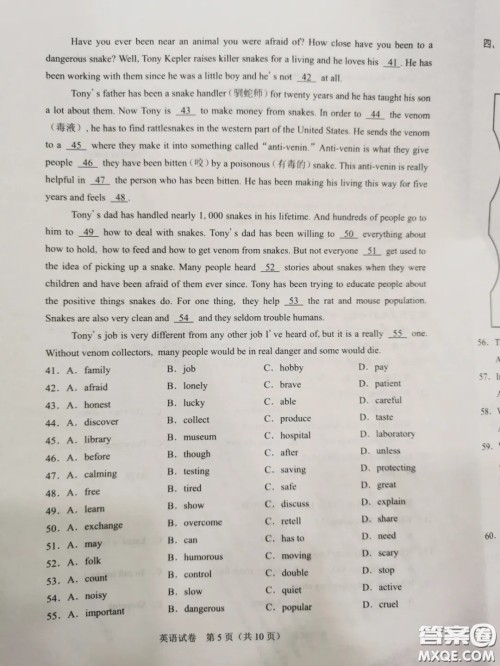 Have you ever been near an animal you were afraid of? How close have you been to a
dangerous snake? Well, Tony Kepler raises killer snakes for a living and he loves his 41 . He has
been working with them since he was a little boy and he's not 42 at all.
Tony's father has been a snake handler (驯蛇师) for twenty years and he has taught his son
a lot about them. Now Tony is 43 to make money from snakes. In order to 44 the venom
(毒液), he has to find rattlesnakes in the western part of the United States. He sends the venom
to a 45 where they make it into something called "anti-venin." Anti-venin is what they give
people 46 they have been bitten (咬) by a poisonous (有毒的) snake. This anti-venin is really
helpful in 47 the person who has been bitten. He has been making his living this way for five
years and feels 48 .
Tony's dad has handled nearly 1,000 snakes in his lifetime. And hundreds of people go to
him to 49 how to deal with snakes. Tony's dad has been willing to 50 everything about
how to hold, how to feed and how to get venom from snakes. But not everyone 51 get used to
the idea of picking up a snake. Many people heard 52 stories about snakes when they were
children and have been afraid of them ever since. Tony has been trying to educate people about
the positive things snakes do. For one thing, they help 53 the rat and mouse population.
Snakes are also very clean and 54 and they seldom trouble humans.
Tony's job is very different from any other job I've heard of, but it is a really 55 one.
Without venom collectors, many people would be in real danger and some would die.
41. A. family B. job C. hobby D. pay
42. A. afraid B. lonely C. brave D. patient
43. A. honest B. lucky C. able D. careful
44. A. discover B. collect C. produce D. taste
45. A. library B. museum C. hospital D. laboratory
46. A. before B. though C. after D. unless
47. A. calming B. testing C. saving D. protecting
48. A. free B. tired C. safe D. great
49. A. learn B. show C. discuss D. explain
50. A. exchange B. overcome C. retell D. share
51. A. may B. can C. has to D. need
52. A. folk B. humorous C. moving D. scary
53. A. count B. control C. double D. stop
54. A. noisy B. slow C. quiet D. active
55. A. important B. dangerous C. popular D. cruel
英语试卷 第 5 页（共 10 页）
四、
56. T
A
57. I
A
58.
A
59.
60.
答案圈
MXQE.COM